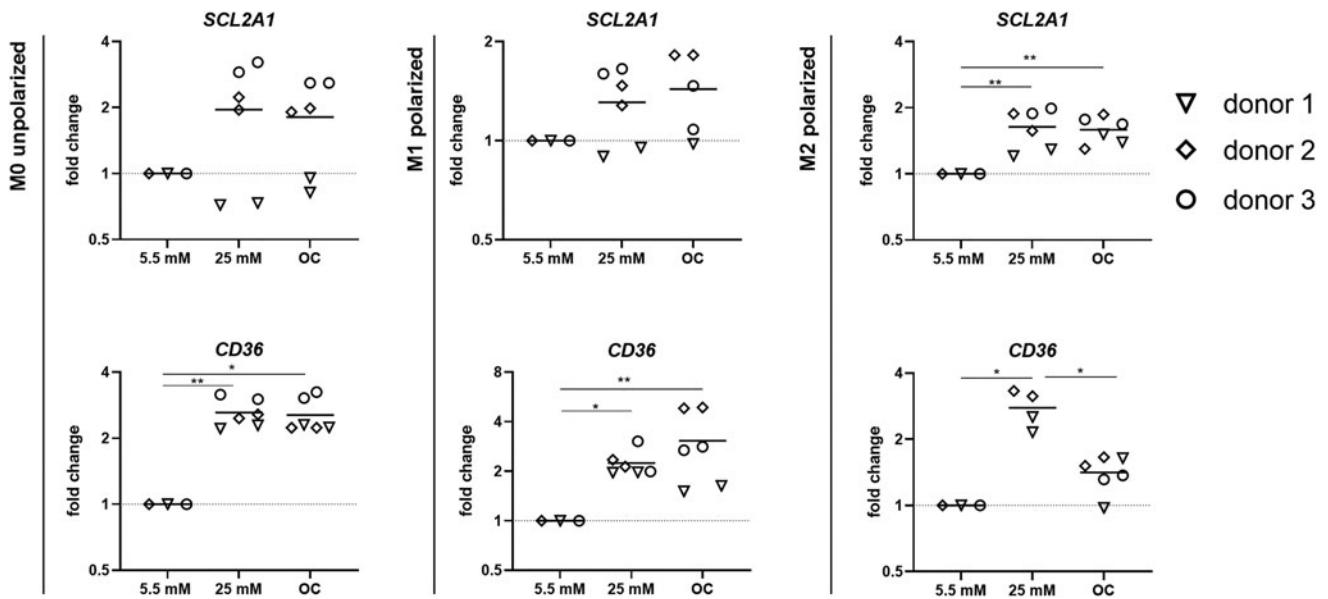 SCL2A1
M0 unpolarized
fold change
4
2
1
0.5
5.5 mM 25 mM OC
SCL2A1
M1 polarized
fold change
2
1
0.5
5.5 mM 25 mM OC
SCL2A1
M2 polarized
fold change
4
2
1
0.5
**
**
5.5 mM 25 mM OC
donor 1
donor 2
donor 3
CD36
fold change
4
2
1
0.5
*
**
5.5 mM 25 mM OC
CD36
fold change
8
4
2
1
0.5
**
*
5.5 mM 25 mM OC
CD36
fold change
4
2
1
0.5
* *
5.5 mM 25 mM OC